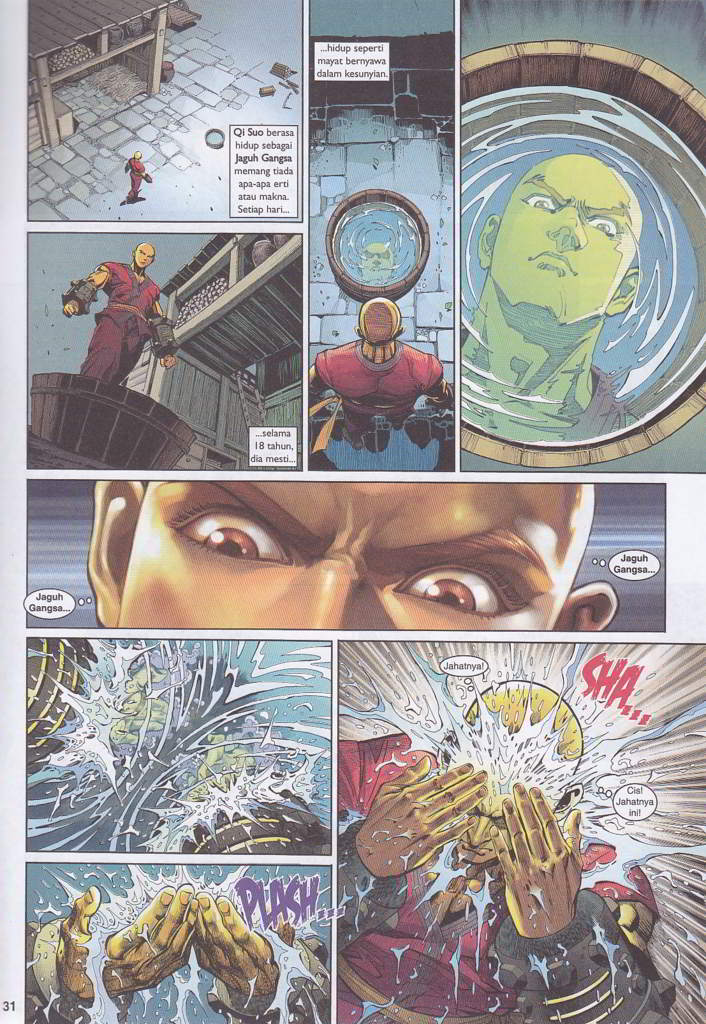 Qi Suo berasa
hidup sebagai
Jaguh Gangsa
memang tiada
apa-apa erti
atau makna.
Setiap hari...
...selama
18 tahun,
dia mesti...
...hidup seperti
mayat bernyawa
dalam kesunyian.
Jaguh
Gangsa...
Jaguh
Gangsa...
PLASH...
Jahatnya!
SHA...
Cis!
Jahatnya
ini!
31